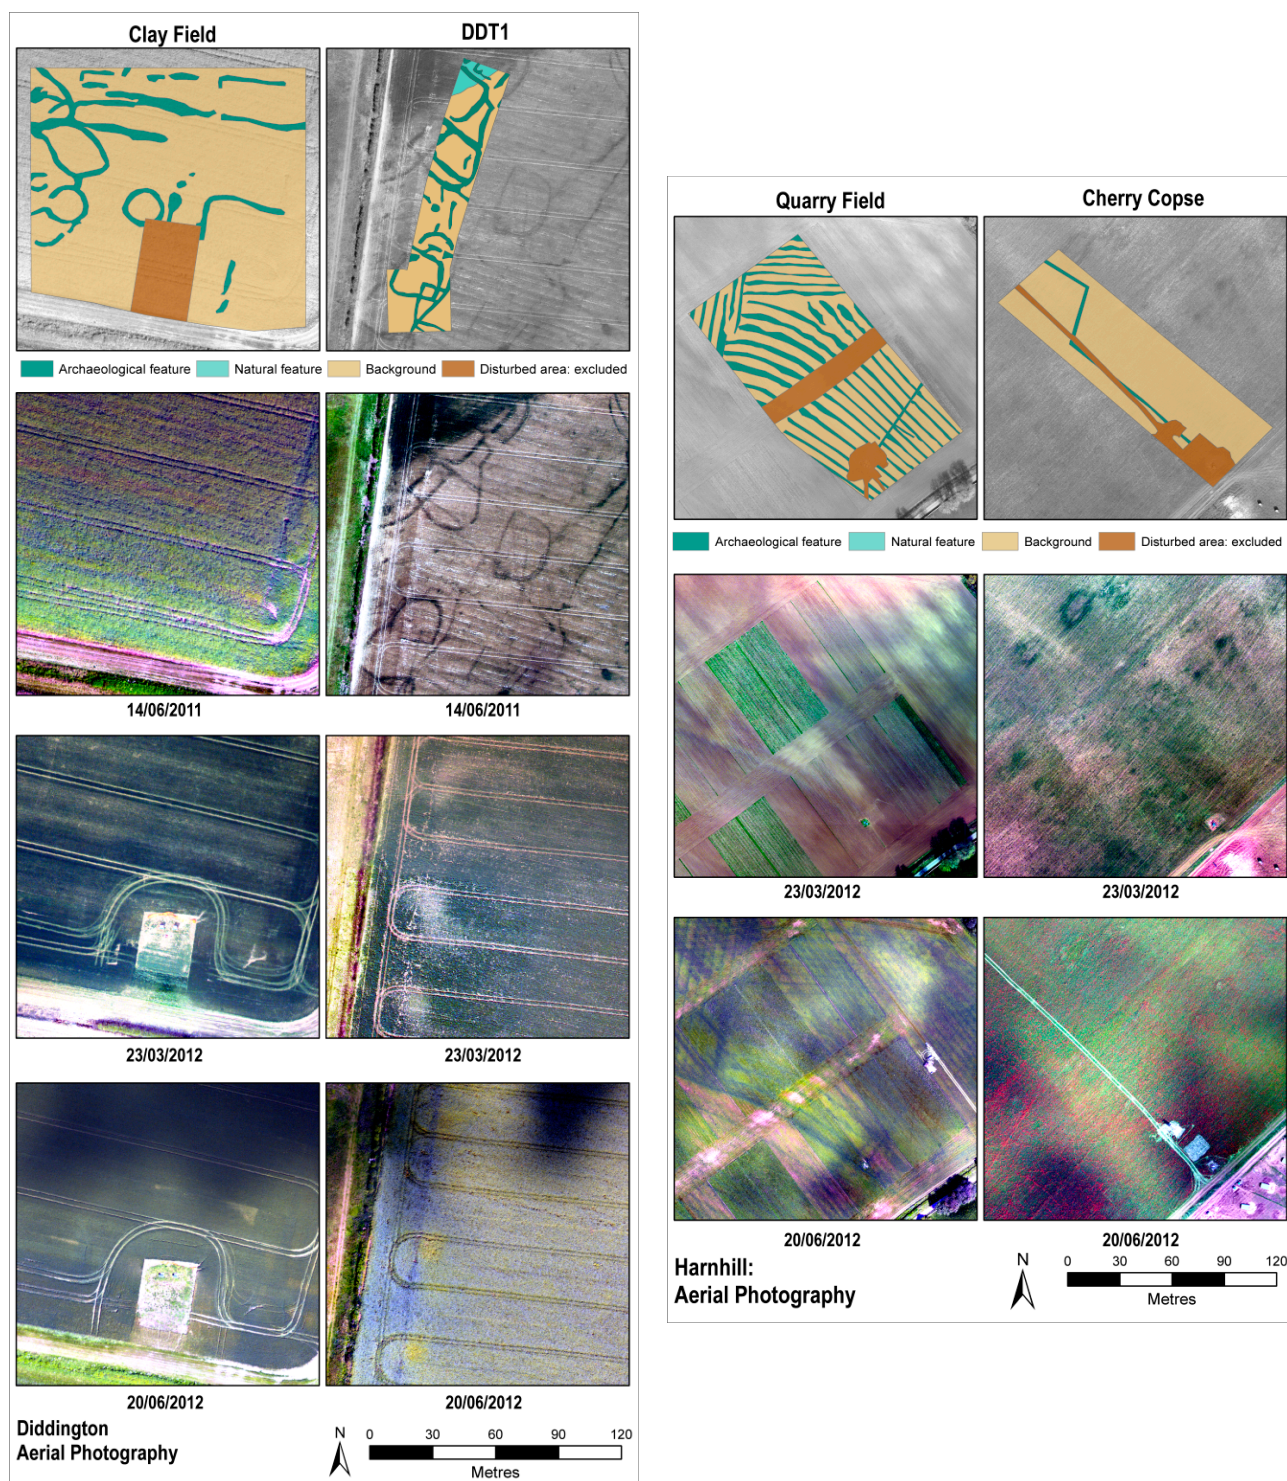 Clay Field
DDT1
Archaeological feature
Natural feature
Background
Disturbed area: excluded
14/06/2011
14/06/2011
23/03/2012
23/03/2012
20/06/2012
20/06/2012
Diddington
Aerial Photography
N
0 30 60 90 120
Metres
Quarry Field
Cherry Copse
Archaeological feature
Natural feature
Background
Disturbed area: excluded
23/03/2012
23/03/2012
20/06/2012
20/06/2012
Harnhill:
Aerial Photography
N
0 30 60 90 120
Metres